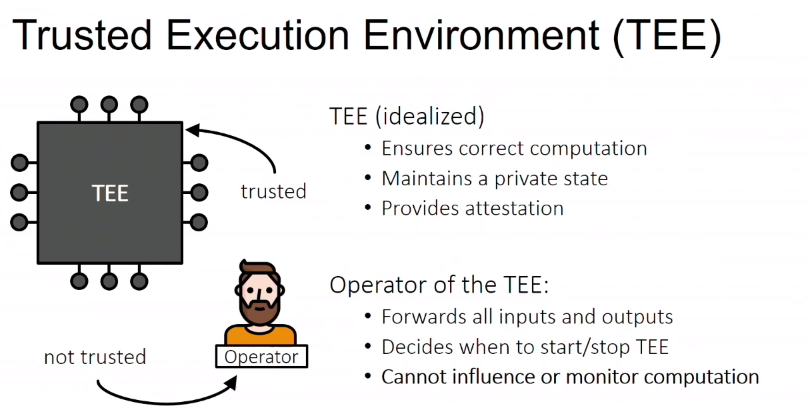 Trusted Execution Environment (TEE)
TEE
trusted
TEE (idealized)
• Ensures correct computation
• Maintains a private state
• Provides attestation
not trusted
Operator
Operator of the TEE:
• Forwards all inputs and outputs
• Decides when to start/stop TEE
• Cannot influence or monitor computation